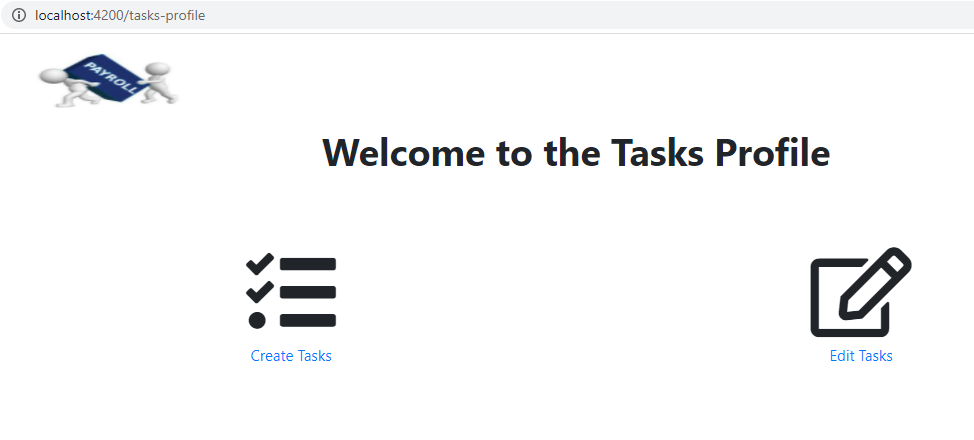 localhost:4200/tasks-profile
PAYROLL
Welcome to the Tasks Profile
Create Tasks
Edit Tasks